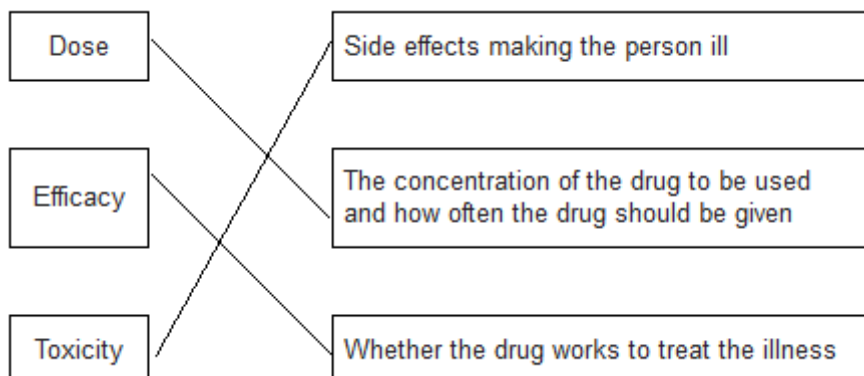 Dose
Side effects making the person ill
Efficacy
The concentration of the drug to be used
and how often the drug should be given
Toxicity
Whether the drug works to treat the illness